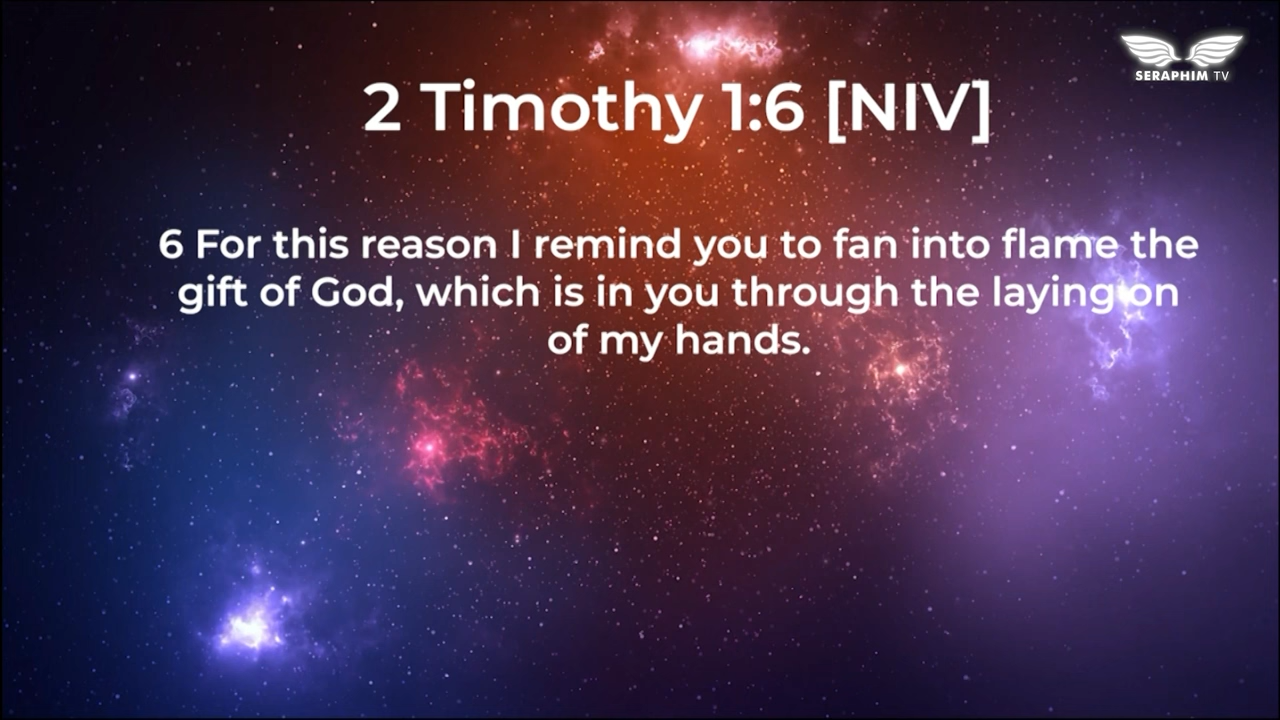 SERAPHIM TV
2 Timothy 1:6 [NIV]
6 For this reason I remind you to fan into flame the
gift of God, which is in you through the laying on
of my hands.